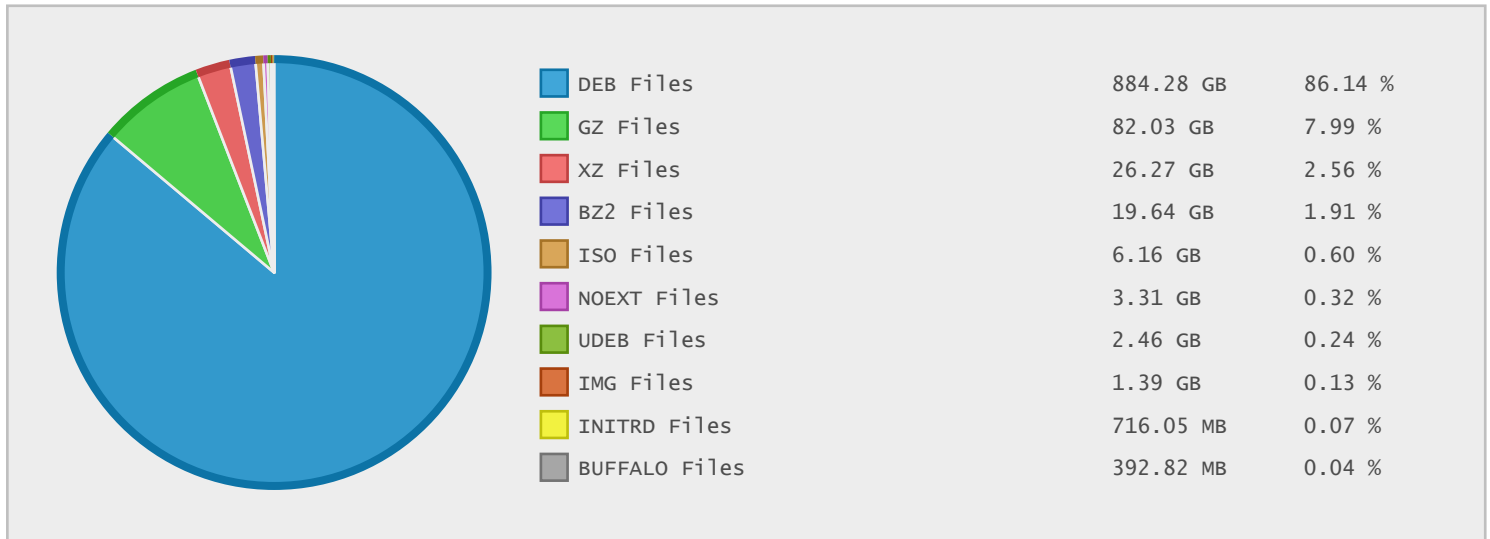 DEB Files 884.28 GB 86.14 %
GZ Files 82.03 GB 7.99 %
XZ Files 26.27 GB 2.56 %
BZ2 Files 19.64 GB 1.91 %
ISO Files 6.16 GB 0.60 %
NOEXT Files 3.31 GB 0.32 %
UDEB Files 2.46 GB 0.24 %
IMG Files 1.39 GB 0.13 %
INITRD Files 716.05 MB 0.07 %
BUFFALO Files 392.82 MB 0.04 %